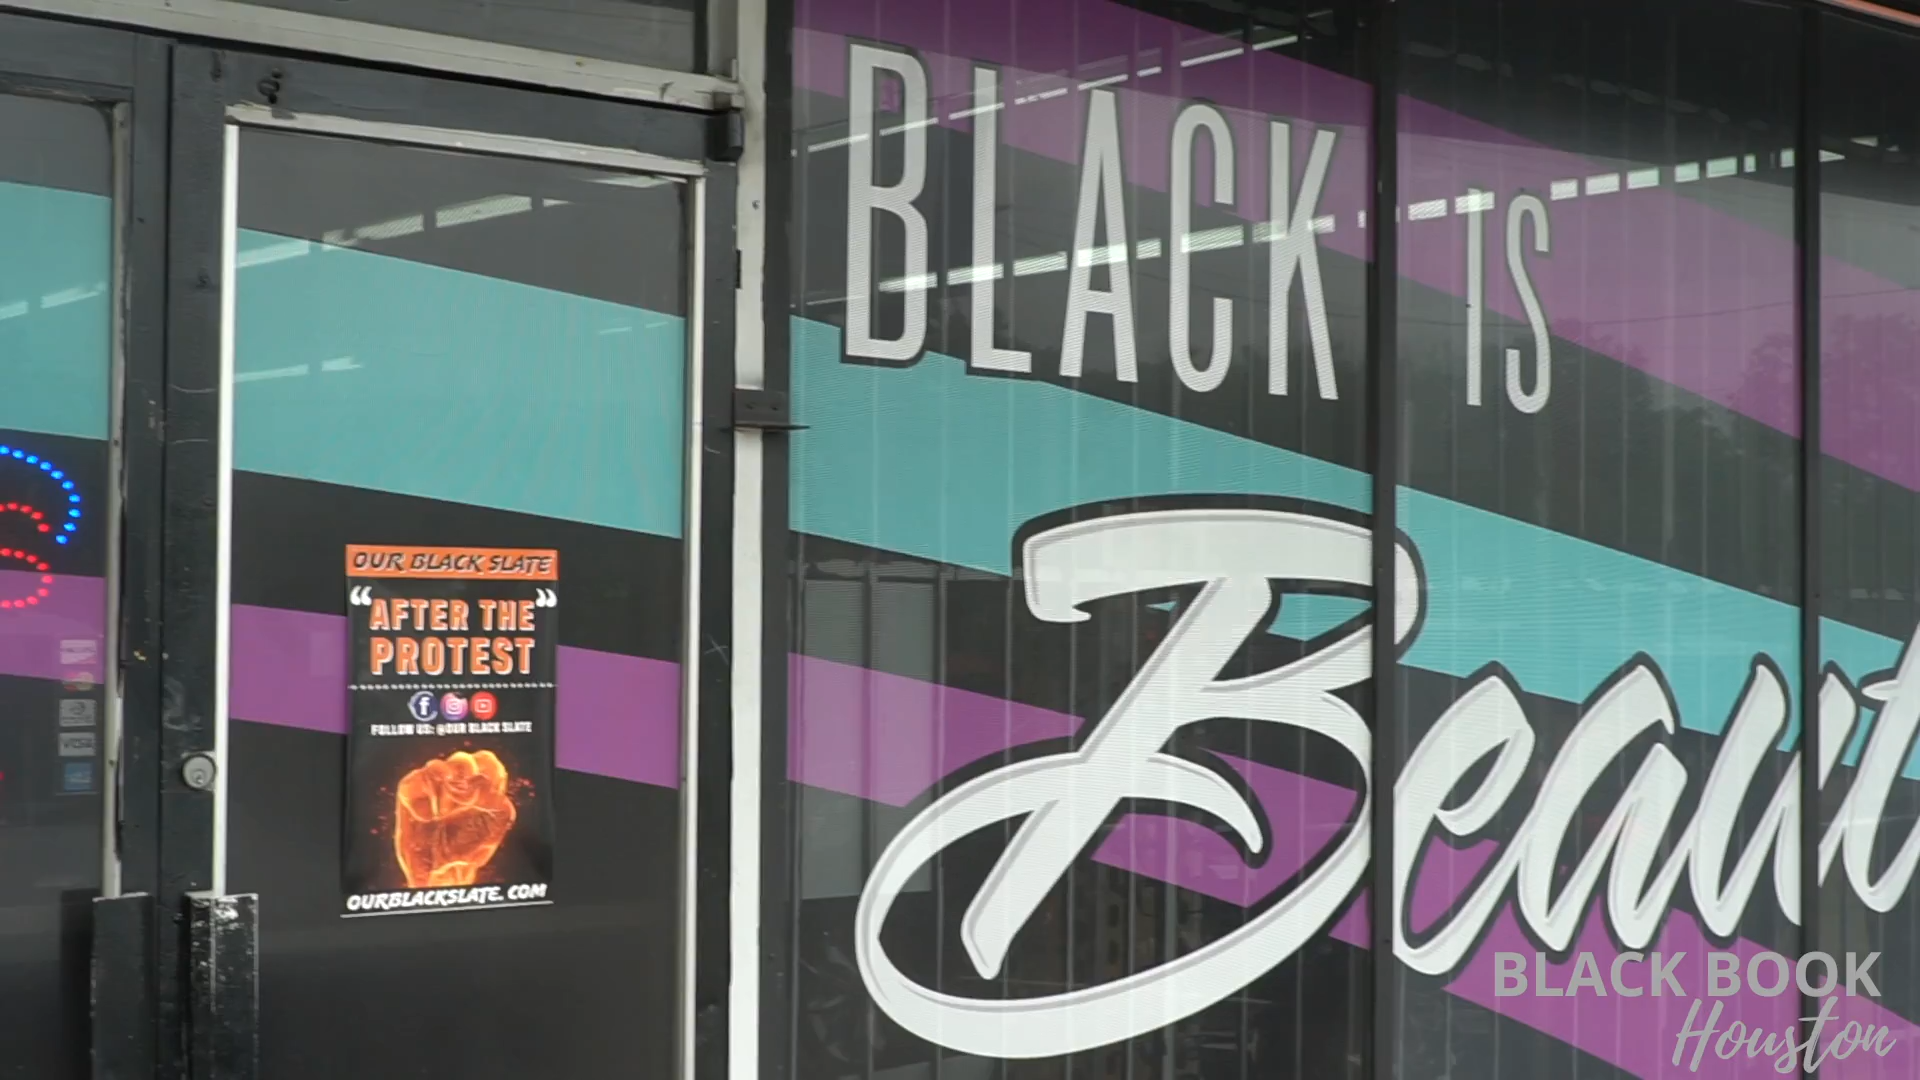 BLACK IS
Beaut
OUR BLACK SLATE
“AFTER THE”
PROTEST
FOLLOW US: @OUR BLACK SLATE
OURBLACKSLATE.COM
VISA
BLACK BOOK
Houston